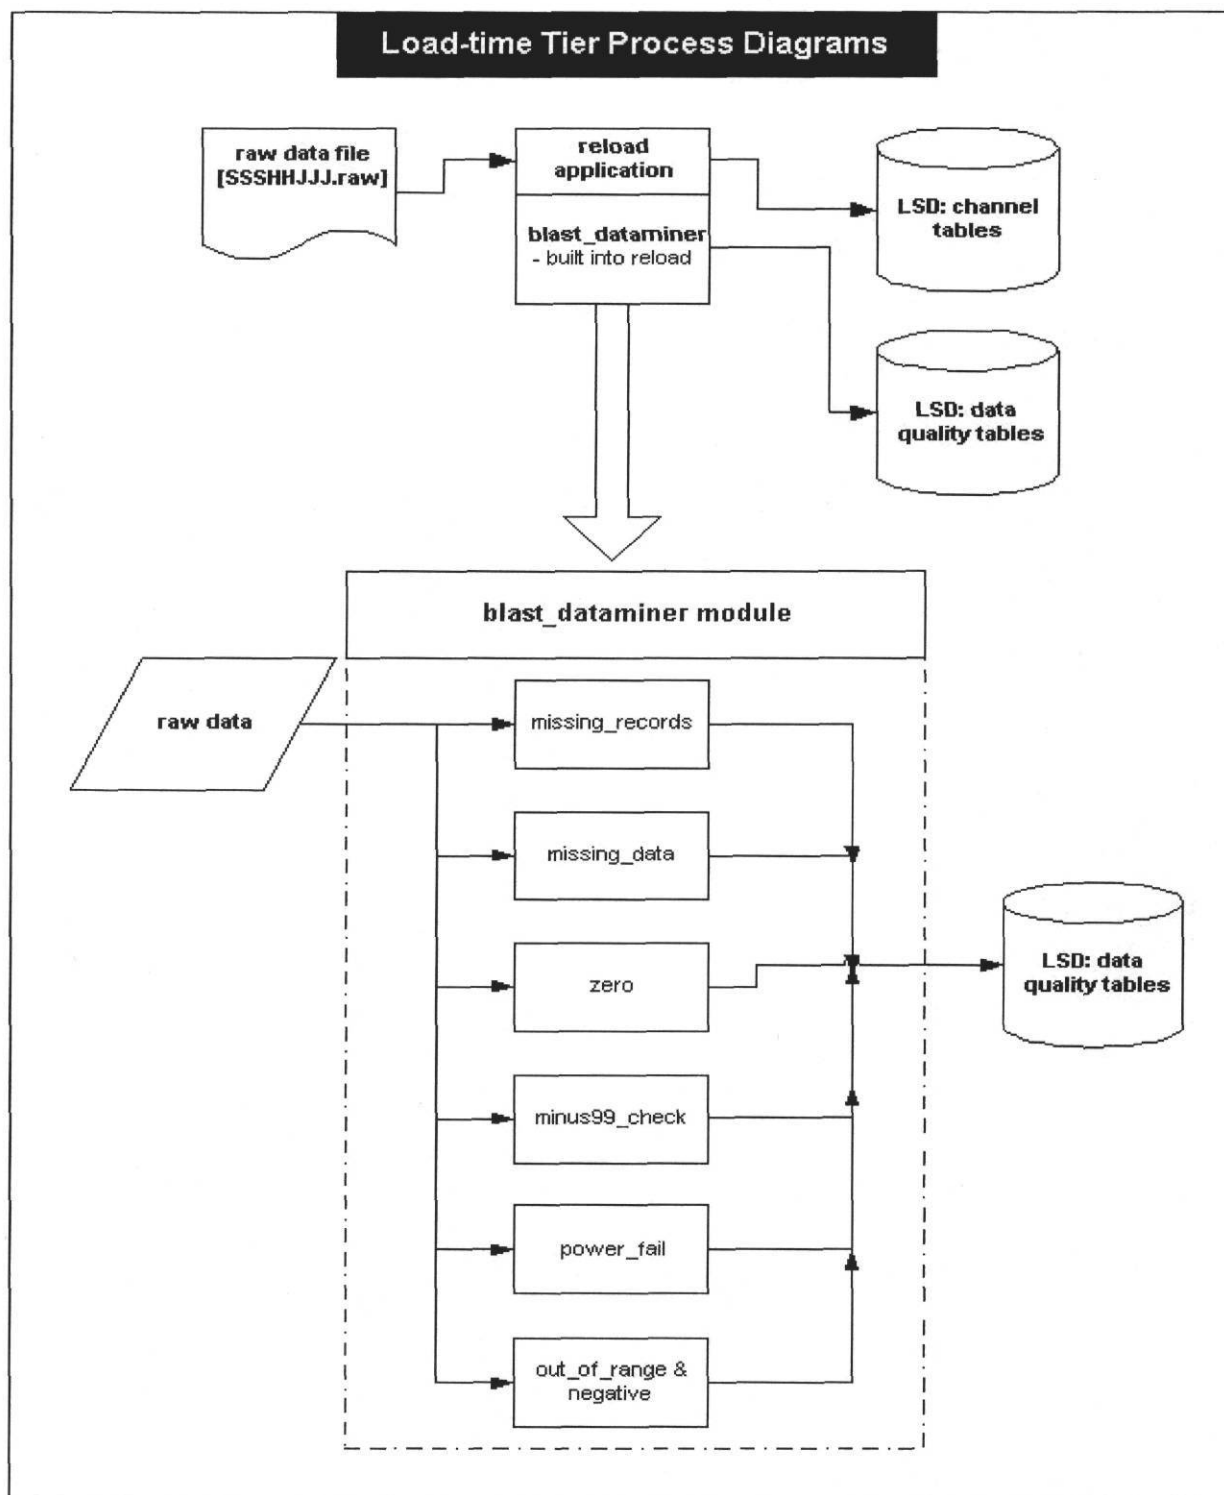 Load-time Tier Process Diagrams
raw data file
[SSSHHJJJ.raw]
reload
application
blast_dataminer
- built into reload
LSD: channel
tables
LSD: data
quality tables
blast_dataminer module
raw data
missing_records
missing_data
zero
minus99_check
power_fail
out_of_range &
negative
LSD: data
quality tables